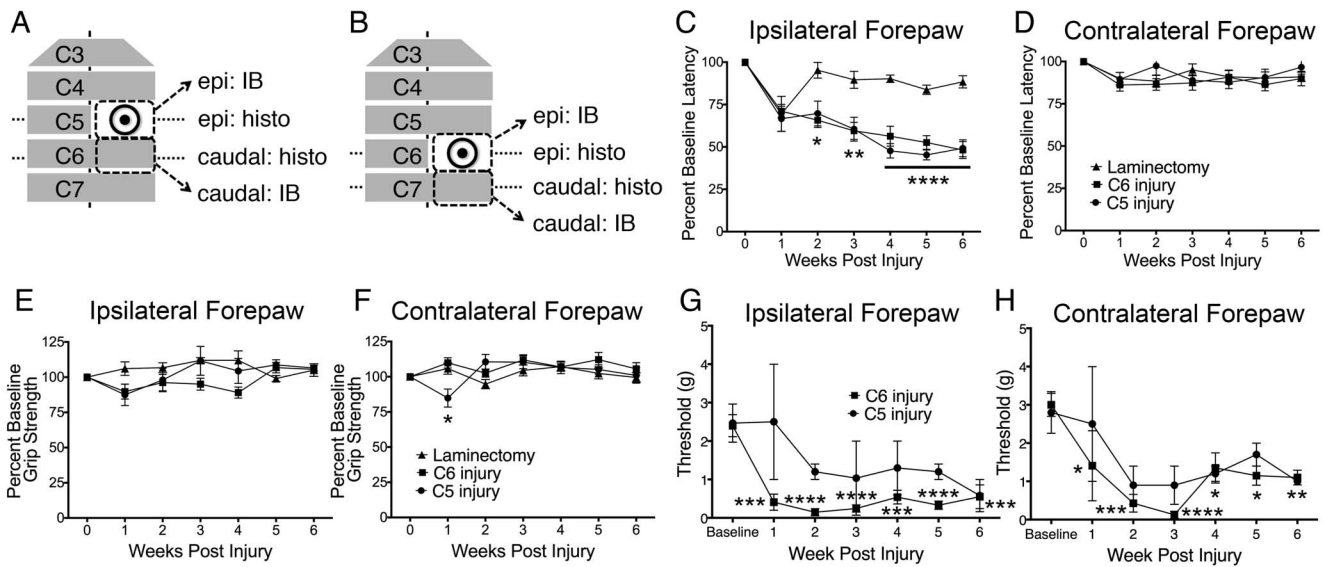 A
C3
C4
C5
C6
C7
epi: IB
epi: histo
caudal: histo
caudal: IB
B
C3
C4
C5
C6
C7
epi: IB
epi: histo
caudal: histo
caudal: IB
C
Ipsilateral Forepaw
Percent Baseline Latency
100
75
50
25
0
* ** ****
0 1 2 3 4 5 6
Weeks Post Injury
D
Contralateral Forepaw
Percent Baseline Latency
100
75
50
25
0
Laminectomy
C6 injury
C5 injury
0 1 2 3 4 5 6
Weeks Post Injury
E
Ipsilateral Forepaw
Percent Baseline
Grip Strength
125
100
75
50
25
0
0 1 2 3 4 5 6
Weeks Post Injury
F
Contralateral Forepaw
Percent Baseline
Grip Strength
125
100
75
50
25
0
*
Laminectomy
C6 injury
C5 injury
0 1 2 3 4 5 6
Weeks Post Injury
G
Ipsilateral Forepaw
Threshold (g)
5
4
3
2
1
0
C6 injury
C5 injury
*** **** **** *** **** ***
Baseline 1 2 3 4 5 6
Week Post Injury
H
Contralateral Forepaw
Threshold (g)
5
4
3
2
1
0
* *** **** * * **
Baseline 1 2 3 4 5 6
Week Post Injury